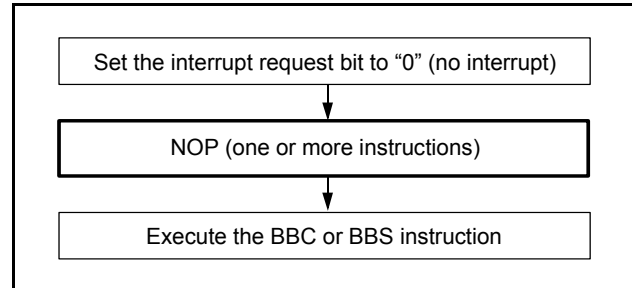 Set the interrupt request bit to “0” (no interrupt)
NOP (one or more instructions)
Execute the BBC or BBS instruction